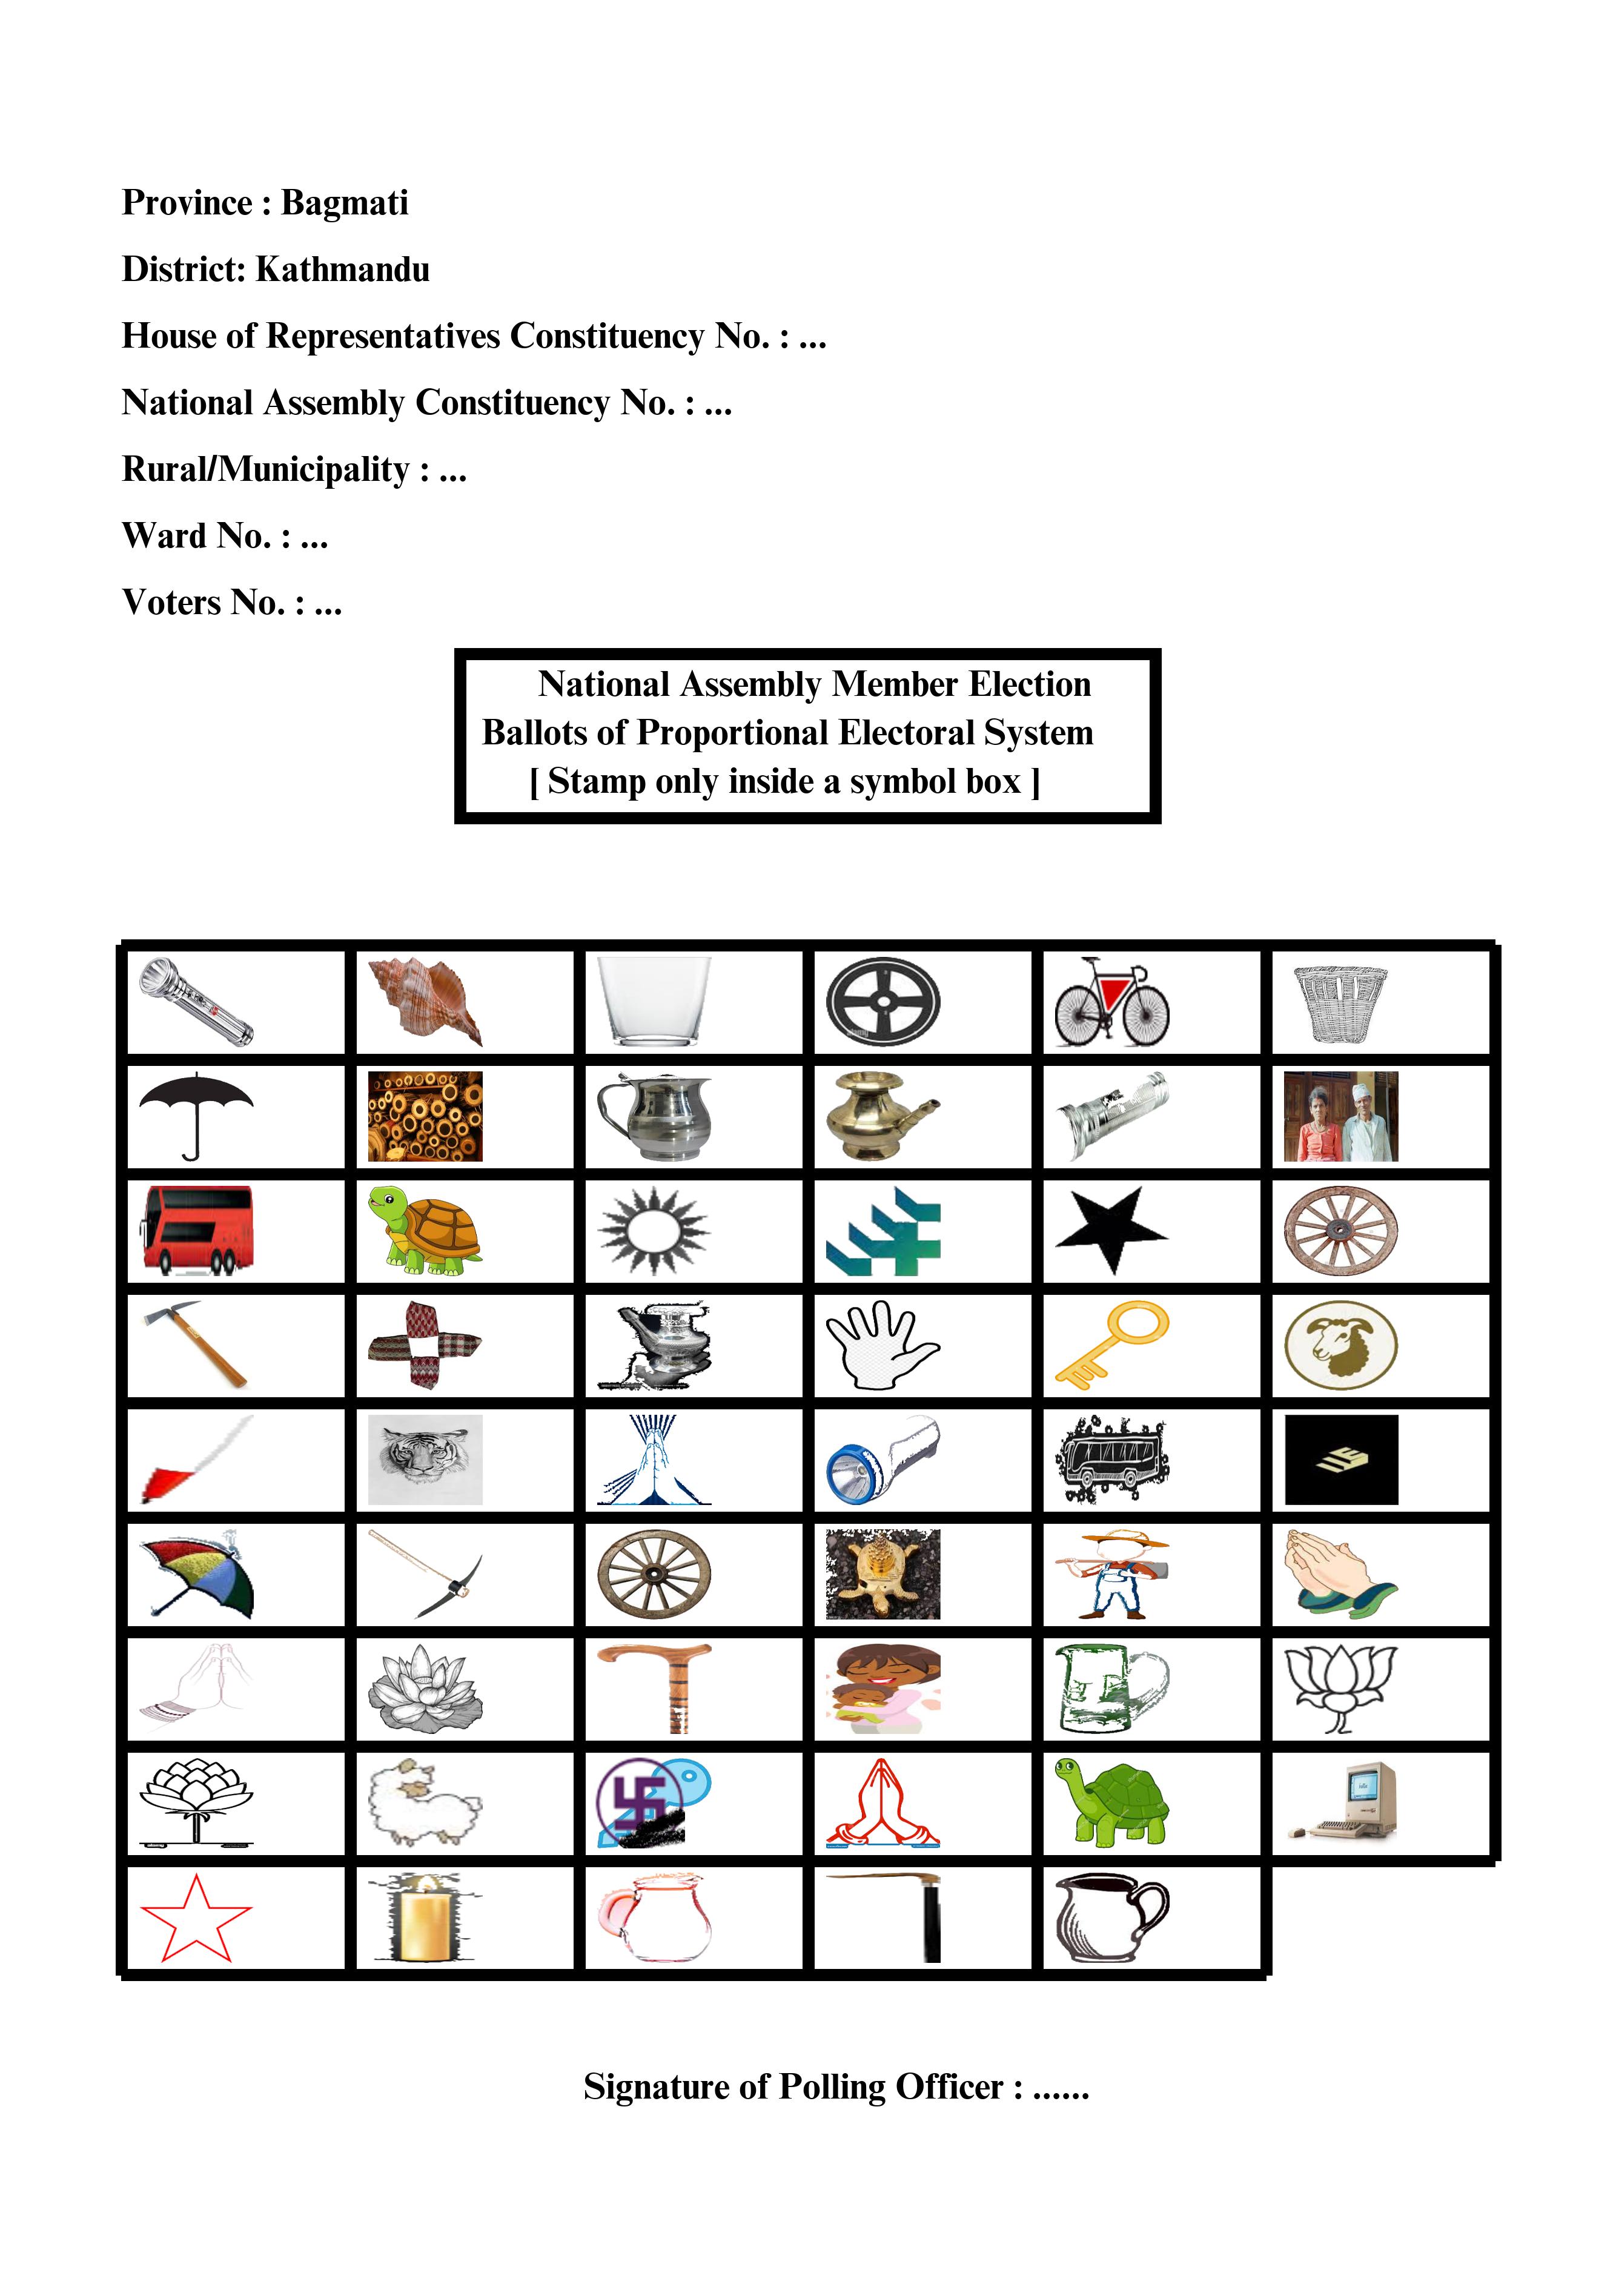 Province : Bagmati
District: Kathmandu
House of Representatives Constituency No. : ...
National Assembly Constituency No. : ...
Rural/Municipality : ...
Ward No. : ...
Voters No. : ...
National Assembly Member Election
Ballots of Proportional Electoral System
[ Stamp only inside a symbol box ]
Signature of Polling Officer : ......